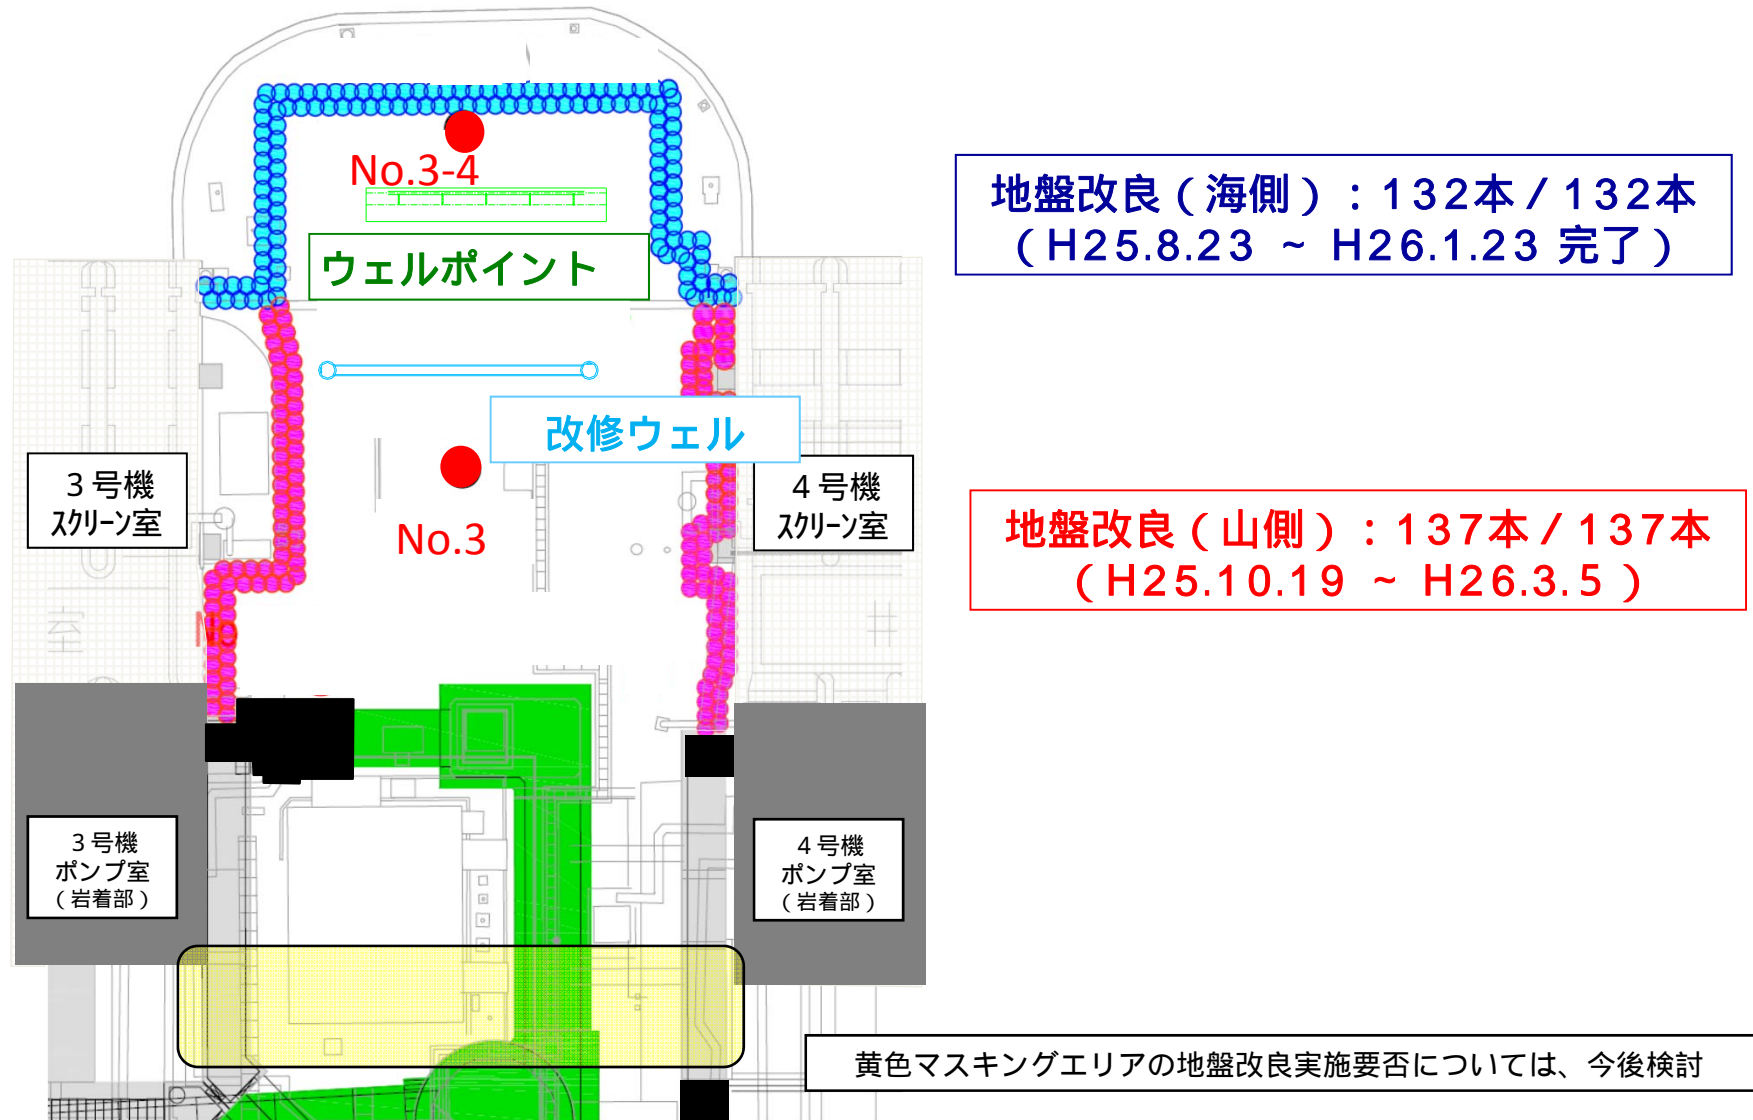 No.3-4
ウェルポイント
地盤改良（海側）：132本／132本
（H25.8.23 ～ H26.1.23 完了）
改修ウェル
3号機
ｽｸﾘｰﾝ室
No.3
4号機
ｽｸﾘｰﾝ室
地盤改良（山側）：137本／137本
（H25.10.19 ～ H26.3.5）
No
3号機
ポンプ室
（岩着部）
4号機
ポンプ室
（岩着部）
黄色マスキングエリアの地盤改良実施要否については、今後検討